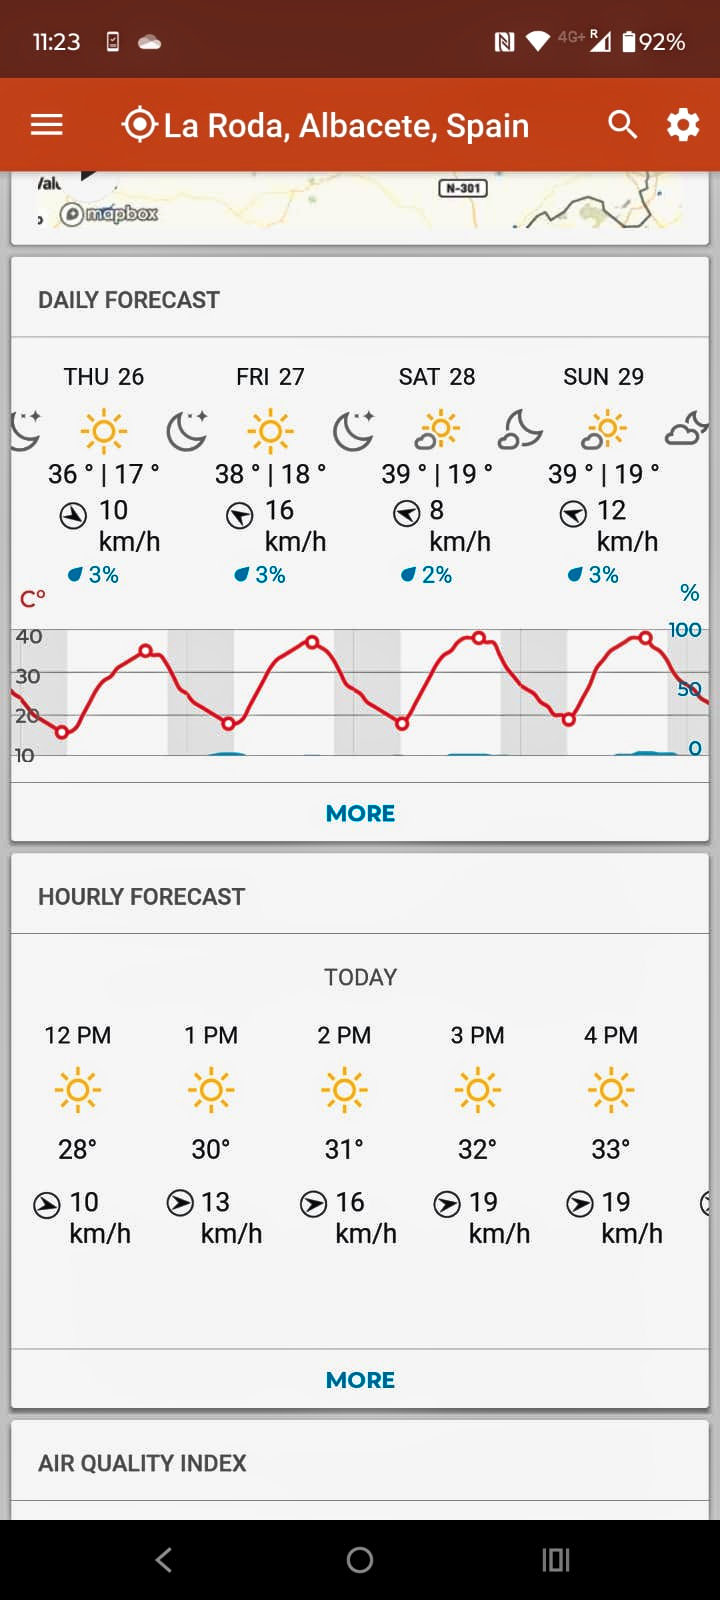 11:23 4G+ R 92%
La Roda, Albacete, Spain
N-301
mapbox
DAILY FORECAST
THU 26 FRI 27 SAT 28 SUN 29
36 ° | 17 ° 38 ° | 18 ° 39 ° | 19 ° 39 ° | 19 °
10 16 8 12
km/h km/h km/h km/h
3% 3% 2% 3%
C° %
40 100
30
50
20
10 0
MORE
HOURLY FORECAST
TODAY
12 PM 1 PM 2 PM 3 PM 4 PM
28° 30° 31° 32° 33°
10 13 16 19 19
km/h km/h km/h km/h km/h
MORE
AIR QUALITY INDEX